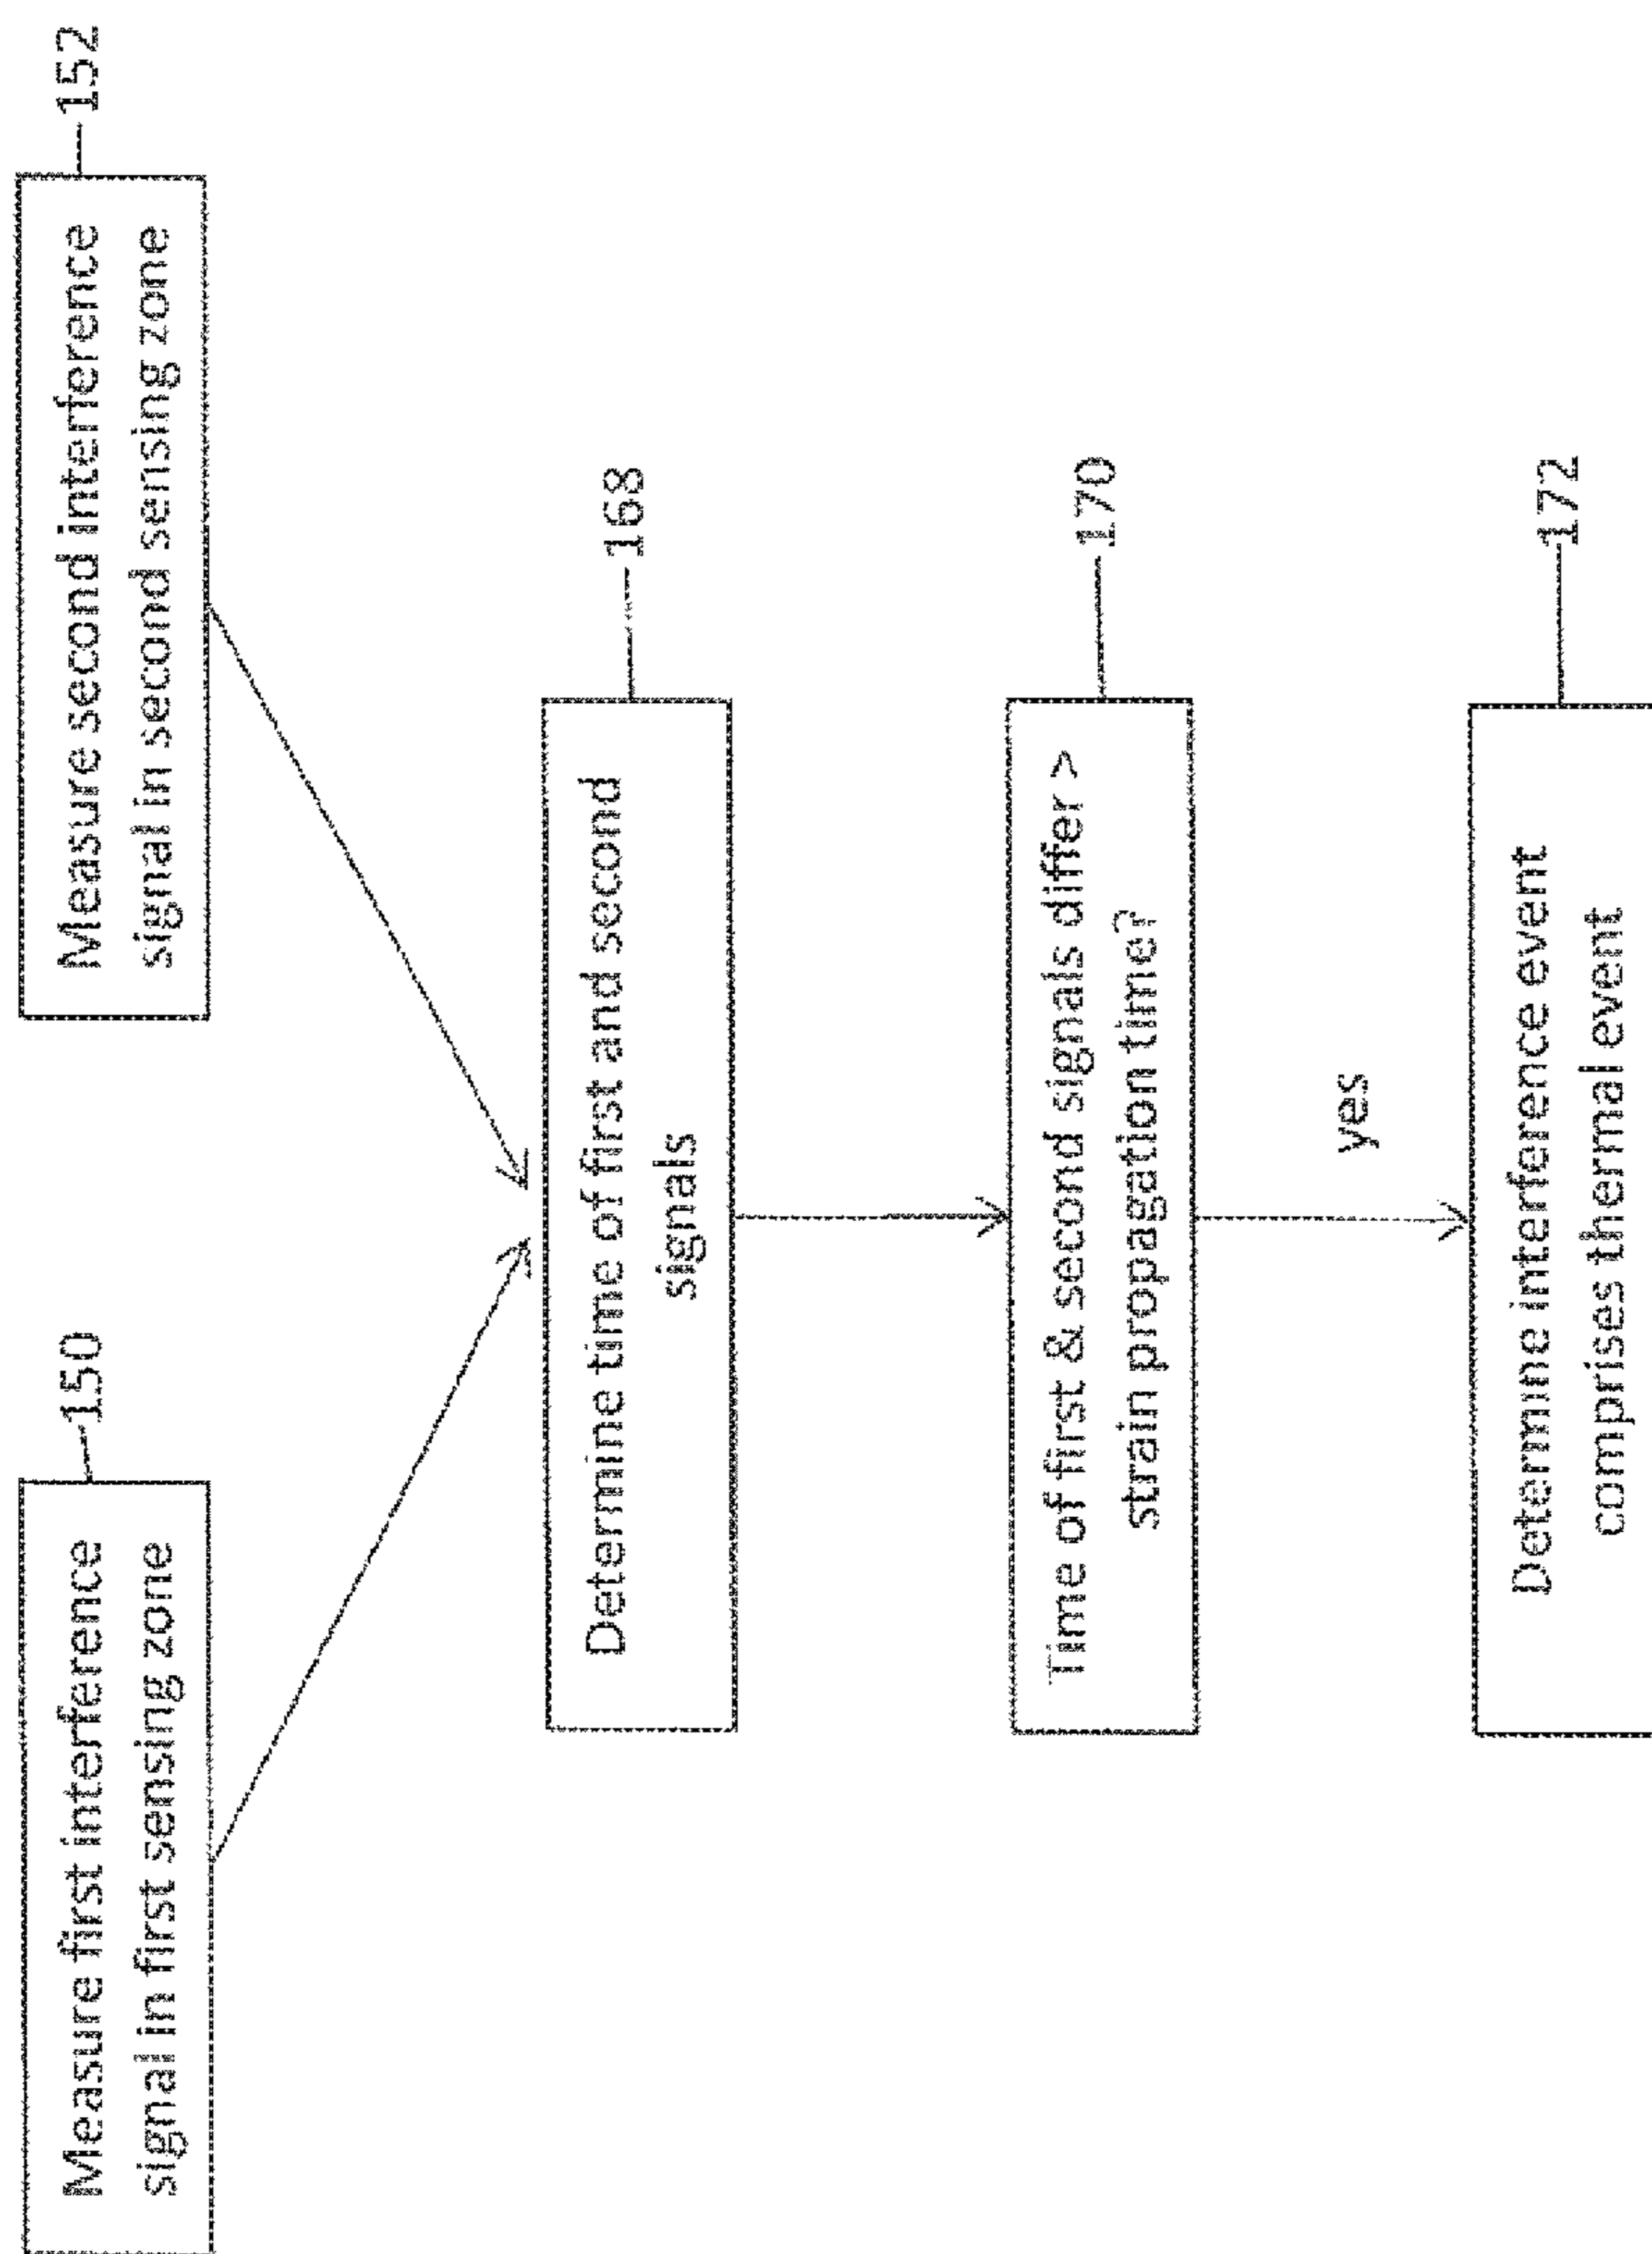 Measure first interference
signal in first sensing zone
150
Measure second interference
signal in second sensing zone
152
Determine time of first and second
signals
168
Time of first & second signals differ >
strain propagation time?
170
yes
Determine interference event
comprises thermal event
172